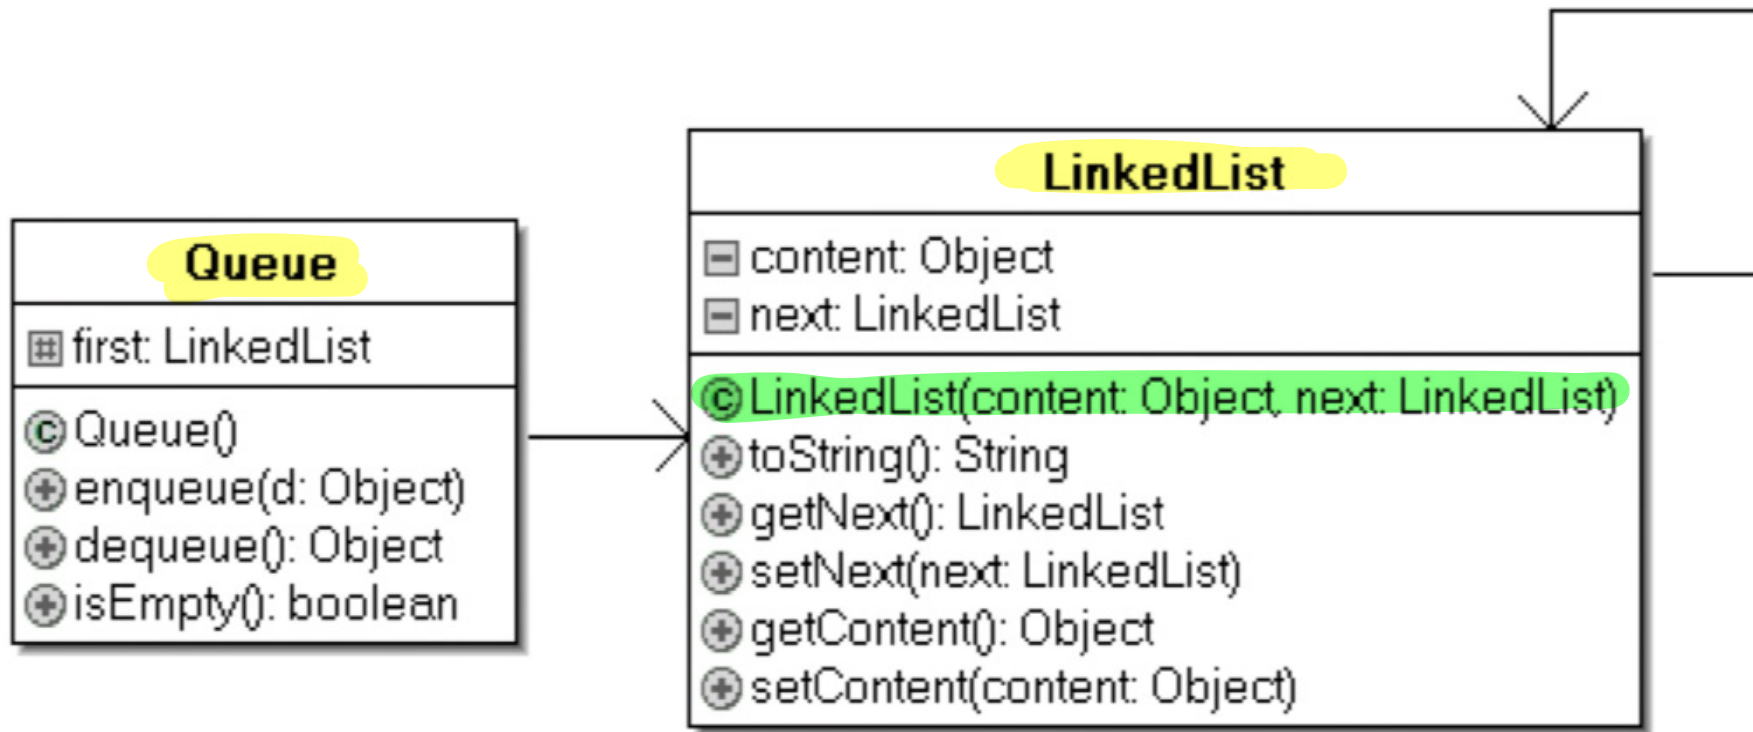 Queue
first: LinkedList
Queue()
enqueue(d: Object)
dequeue(): Object
isEmpty(): boolean
LinkedList
content: Object
next: LinkedList
LinkedList(content: Object, next: LinkedList)
toString(): String
getNext(): LinkedList
setNext(next: LinkedList)
getContent(): Object
setContent(content: Object)